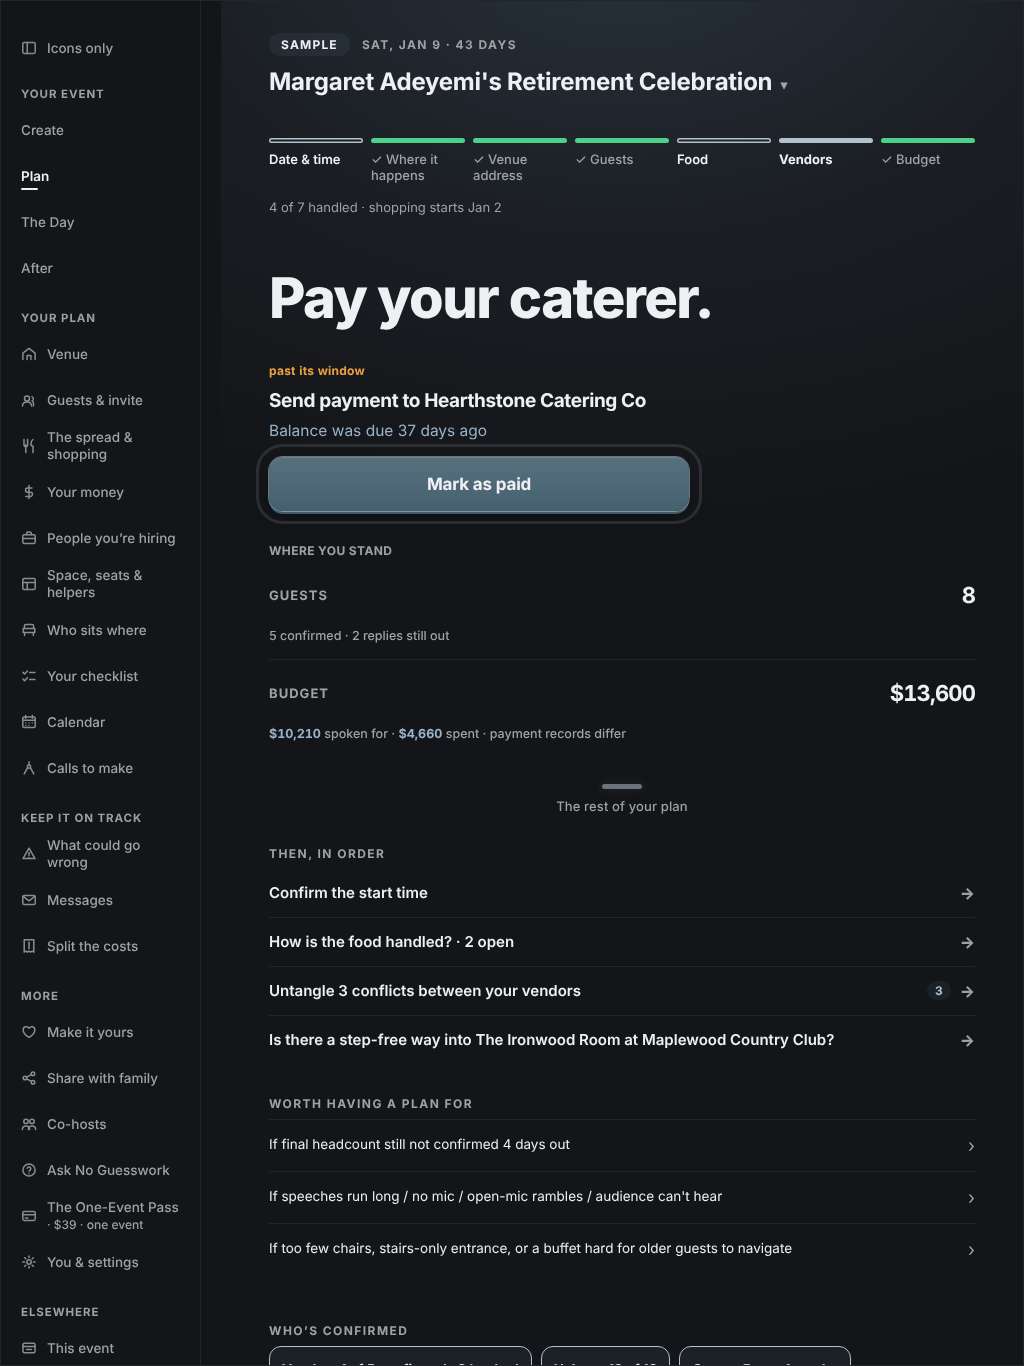 Icons only
YOUR EVENT
Create
Plan
The Day
After
YOUR PLAN
Venue
Guests & invite
The spread &
shopping
Your money
People you're hiring
Space, seats &
helpers
Who sits where
Your checklist
Calendar
Calls to make
KEEP IT ON TRACK
What could go
wrong
Messages
Split the costs
MORE
Make it yours
Share with family
Co-hosts
Ask No Guesswork
The One-Event Pass
· $39 · one event
You & settings
ELSEWHERE
This event
SAMPLE SAT, JAN 9 · 43 DAYS
Margaret Adeyemi's Retirement Celebration ▾
Date & time
✓ Where it
happens
✓ Venue
address
✓ Guests
Food
Vendors
✓ Budget
4 of 7 handled · shopping starts Jan 2
Pay your caterer.
past its window
Send payment to Hearthstone Catering Co
Balance was due 37 days ago
Mark as paid
WHERE YOU STAND
GUESTS 8
5 confirmed · 2 replies still out
BUDGET $13,600
$10,210 spoken for · $4,660 spent · payment records differ
The rest of your plan
THEN, IN ORDER
Confirm the start time →
How is the food handled? · 2 open →
Untangle 3 conflicts between your vendors 3 →
Is there a step-free way into The Ironwood Room at Maplewood Country Club? →
WORTH HAVING A PLAN FOR
If final headcount still not confirmed 4 days out ›
If speeches run long / no mic / open-mic rambles / audience can't hear ›
If too few chairs, stairs-only entrance, or a buffet hard for older guests to navigate ›
WHO'S CONFIRMED